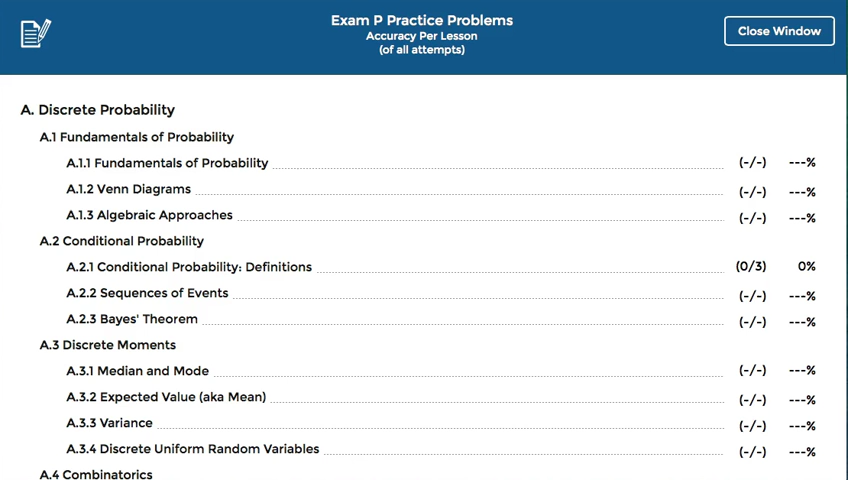 Exam P Practice Problems
Accuracy Per Lesson
(of all attempts)
Close Window
A. Discrete Probability
A.1 Fundamentals of Probability
A.1.1 Fundamentals of Probability (-/-) ---%
A.1.2 Venn Diagrams (-/-) ---%
A.1.3 Algebraic Approaches (-/-) ---%
A.2 Conditional Probability
A.2.1 Conditional Probability: Definitions (0/3) 0%
A.2.2 Sequences of Events (-/-) ---%
A.2.3 Bayes' Theorem (-/-) ---%
A.3 Discrete Moments
A.3.1 Median and Mode (-/-) ---%
A.3.2 Expected Value (aka Mean) (-/-) ---%
A.3.3 Variance (-/-) ---%
A.3.4 Discrete Uniform Random Variables (-/-) ---%
A.4 Combinatorics